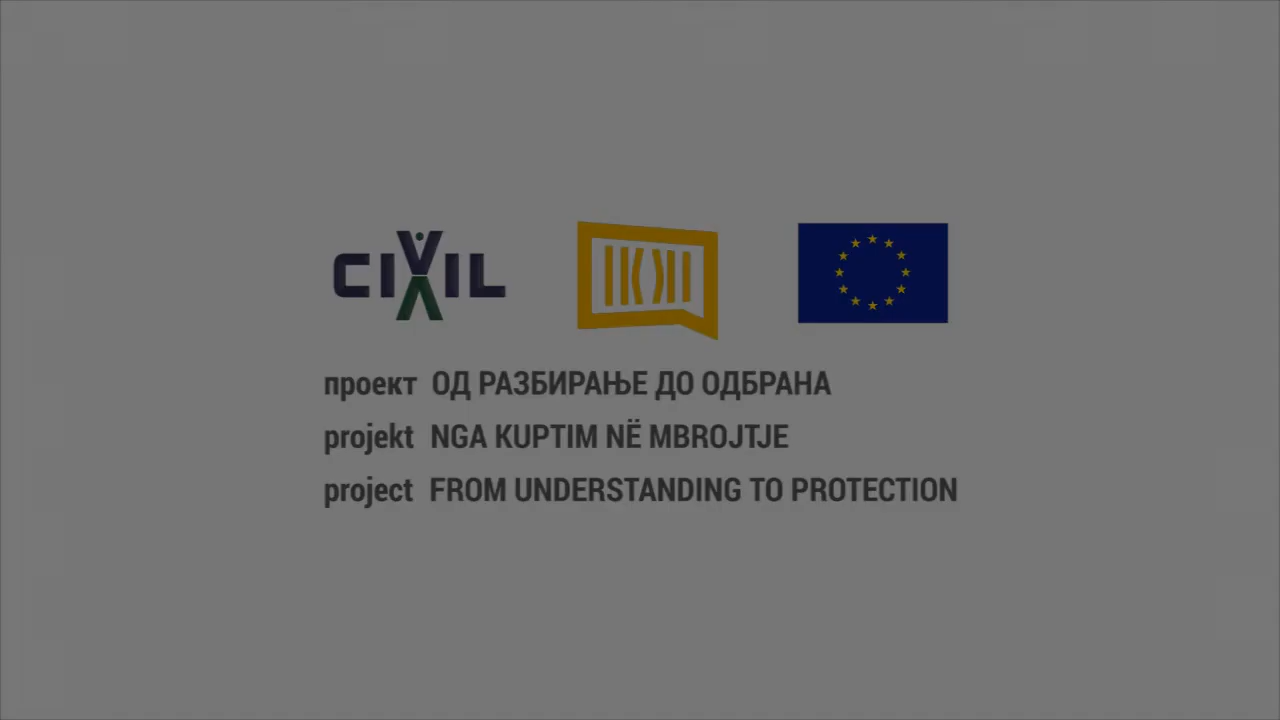 CIVIL
проект ОД РАЗБИРАЊЕ ДО ОДБРАНА
projekt NGA KUPTIM NË MBROJTJE
project FROM UNDERSTANDING TO PROTECTION